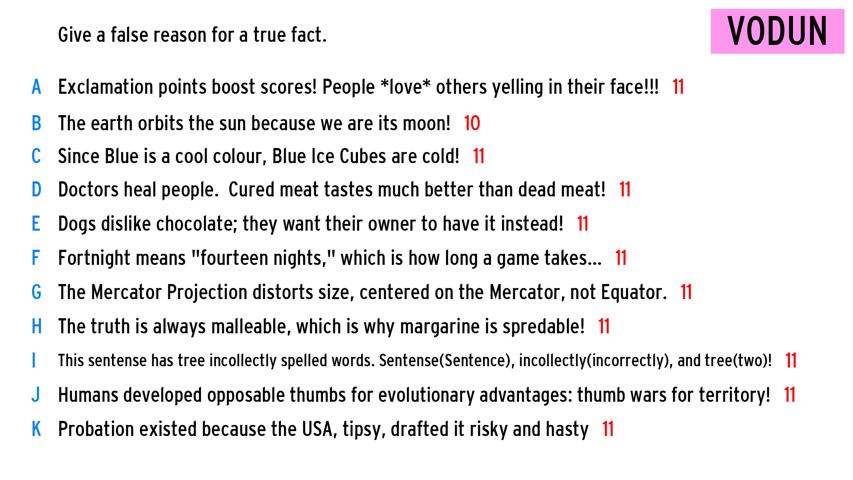 Give a false reason for a true fact.
VODUN
A Exclamation points boost scores! People *love* others yelling in their face!!! 11
B The earth orbits the sun because we are its moon! 10
C Since Blue is a cool colour, Blue Ice Cubes are cold! 11
D Doctors heal people. Cured meat tastes much better than dead meat! 11
E Dogs dislike chocolate; they want their owner to have it instead! 11
F Fortnight means "fourteen nights," which is how long a game takes... 11
G The Mercator Projection distorts size, centered on the Mercator, not Equator. 11
H The truth is always malleable, which is why margarine is spredable! 11
I This sentense has tree incollectly spelled words. Sentense(Sentence), incollectly(incorrectly), and tree(two)! 11
J Humans developed opposable thumbs for evolutionary advantages: thumb wars for territory! 11
K Probation existed because the USA, tipsy, drafted it risky and hasty 11